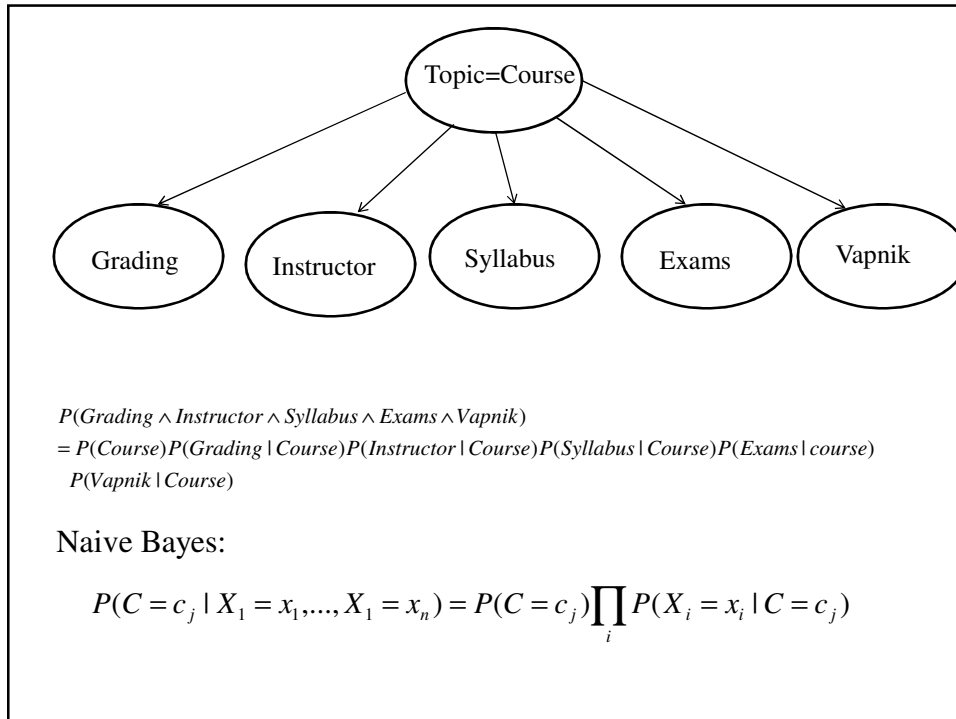 Topic=Course
Grading
Instructor
Syllabus
Exams
Vapnik
P(Grading ∧ Instructor ∧ Syllabus ∧ Exams ∧ Vapnik)
= P(Course)P(Grading | Course)P(Instructor | Course)P(Syllabus | Course)P(Exams | course)
P(Vapnik | Course)
Naive Bayes:
P(C = c_j | X_1 = x_1,..., X_1 = x_n) = P(C = c_j)∏_i P(X_i = x_i | C = c_j)